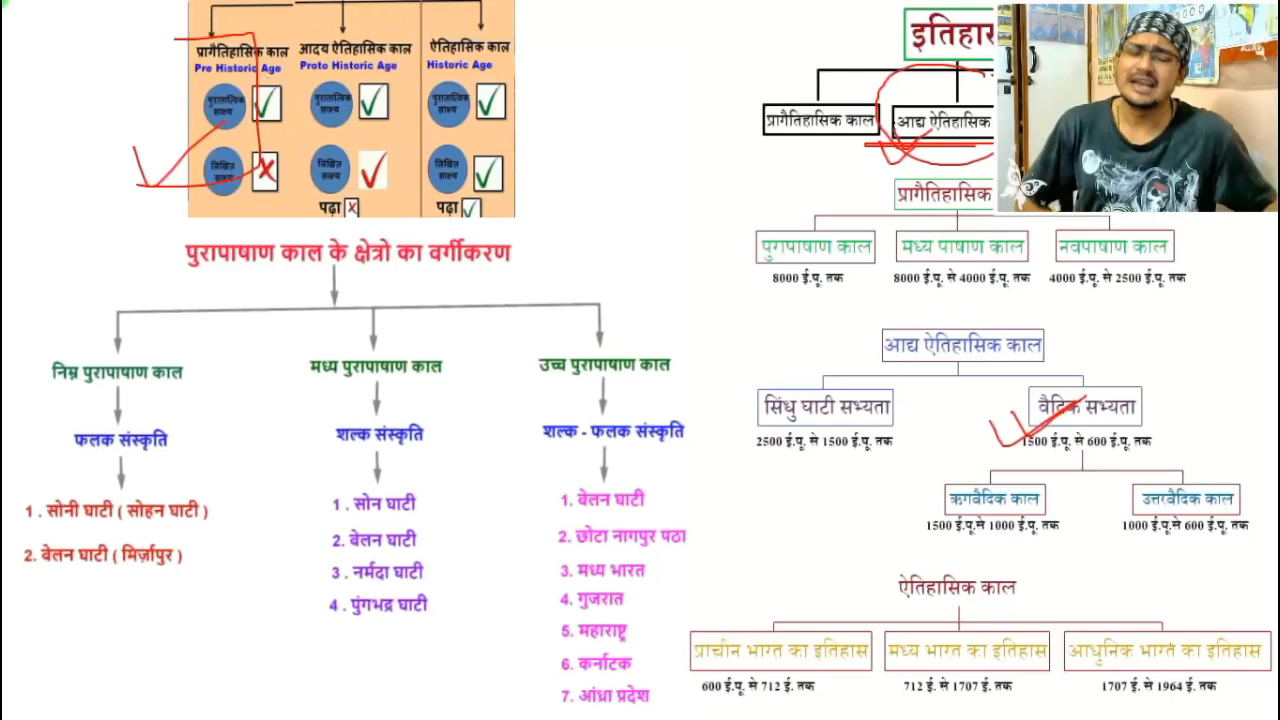 प्रागैतिहासिक काल
Pre Historic Age
पुरातात्विक
साक्ष्य
लिखित
साक्ष्य
आदय ऐतिहासिक काल
Proto Historic Age
पुरातात्विक
साक्ष्य
लिखित
साक्ष्य
पढ़ा
ऐतिहासिक काल
Historic Age
पुरातात्विक
साक्ष्य
लिखित
साक्ष्य
पढ़ा
पुरापाषाण काल के क्षेत्रो का वर्गीकरण
निम्न पुरापाषाण काल
फलक संस्कृति
1 . सोनी घाटी ( सोहन घाटी )
2. वेलन घाटी ( मिर्ज़ापुर )
मध्य पुरापाषाण काल
शल्क संस्कृति
1 . सोन घाटी
2. बेलन घाटी
3 . नर्मदा घाटी
4 . पुंगभद्र घाटी
उच्च पुरापाषाण काल
शल्क - फलक संस्कृति
1. बेलन घाटी
2. छोटा नागपुर पठा
3. मध्य भारत
4. गुजरात
5. महाराष्ट्र
6. कर्नाटक
7. आंध्रा प्रदेश
इतिहास
प्रागैतिहासिक काल
आद्य ऐतिहासिक काल
प्रागैतिहासिक
पुरापाषाण काल
8000 ई.पू. तक
मध्य पाषाण काल
8000 ई.पू. से 4000 ई.पू. तक
नवपाषाण काल
4000 ई.पू. से 2500 ई.पू. तक
आद्य ऐतिहासिक काल
सिंधु घाटी सभ्यता
2500 ई.पू. से 1500 ई.पू. तक
वैदिक सभ्यता
1500 ई.पू. से 600 ई.पू. तक
ऋगवैदिक काल
1500 ई.पू.से 1000 ई.पू. तक
उत्तरवैदिक काल
1000 ई.पू. से 600 ई.पू. तक
ऐतिहासिक काल
प्राचीन भारत का इतिहास
600 ई.पू. से 712 ई. तक
मध्य भारत का इतिहास
712 ई. से 1707 ई. तक
आधुनिक भारत का इतिहास
1707 ई. से 1964 ई. तक